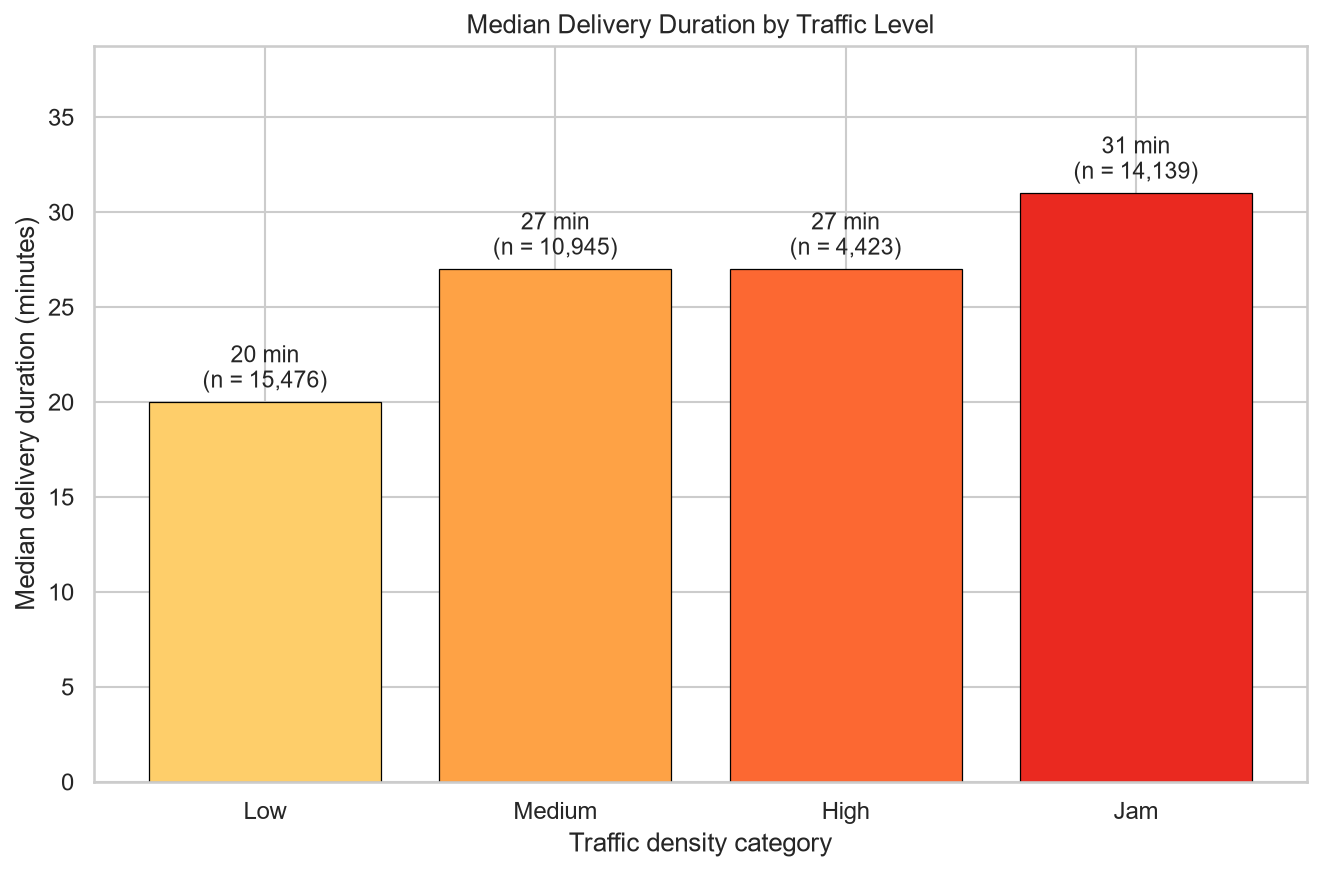 Median Delivery Duration by Traffic Level
Median delivery duration (minutes)
35
30
25
20
15
10
5
0
20 min
(n = 15,476)
27 min
(n = 10,945)
27 min
(n = 4,423)
31 min
(n = 14,139)
Low
Medium
High
Jam
Traffic density category